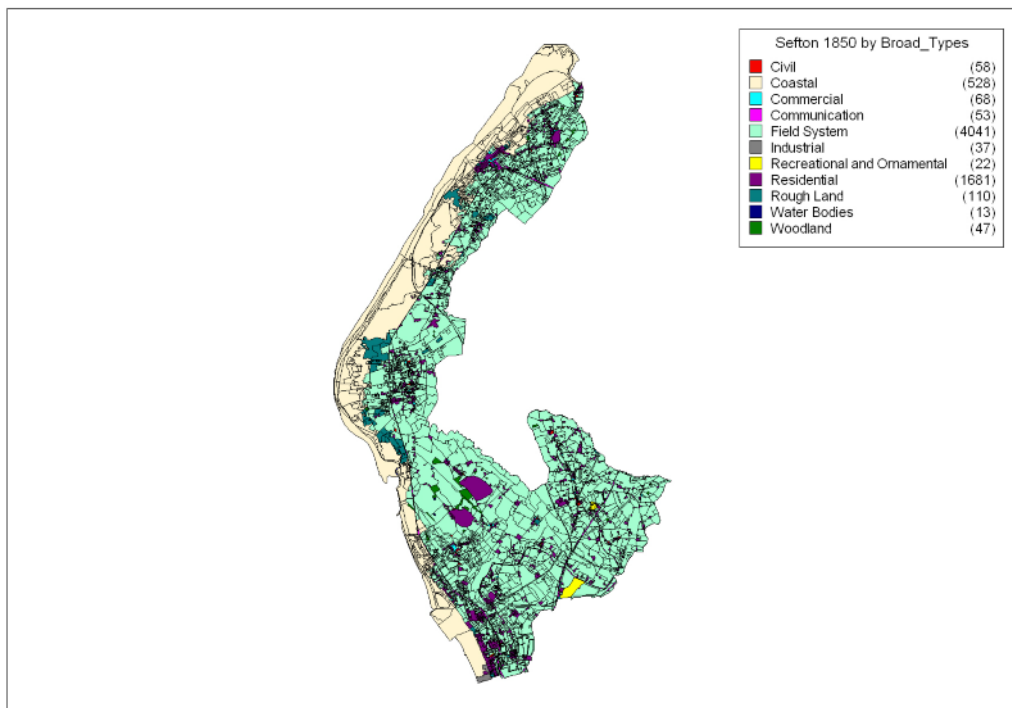 Sefton 1850 by Broad_Types
Civil (58)
Coastal (528)
Commercial (68)
Communication (53)
Field System (4041)
Industrial (37)
Recreational and Ornamental (22)
Residential (1681)
Rough Land (110)
Water Bodies (13)
Woodland (47)